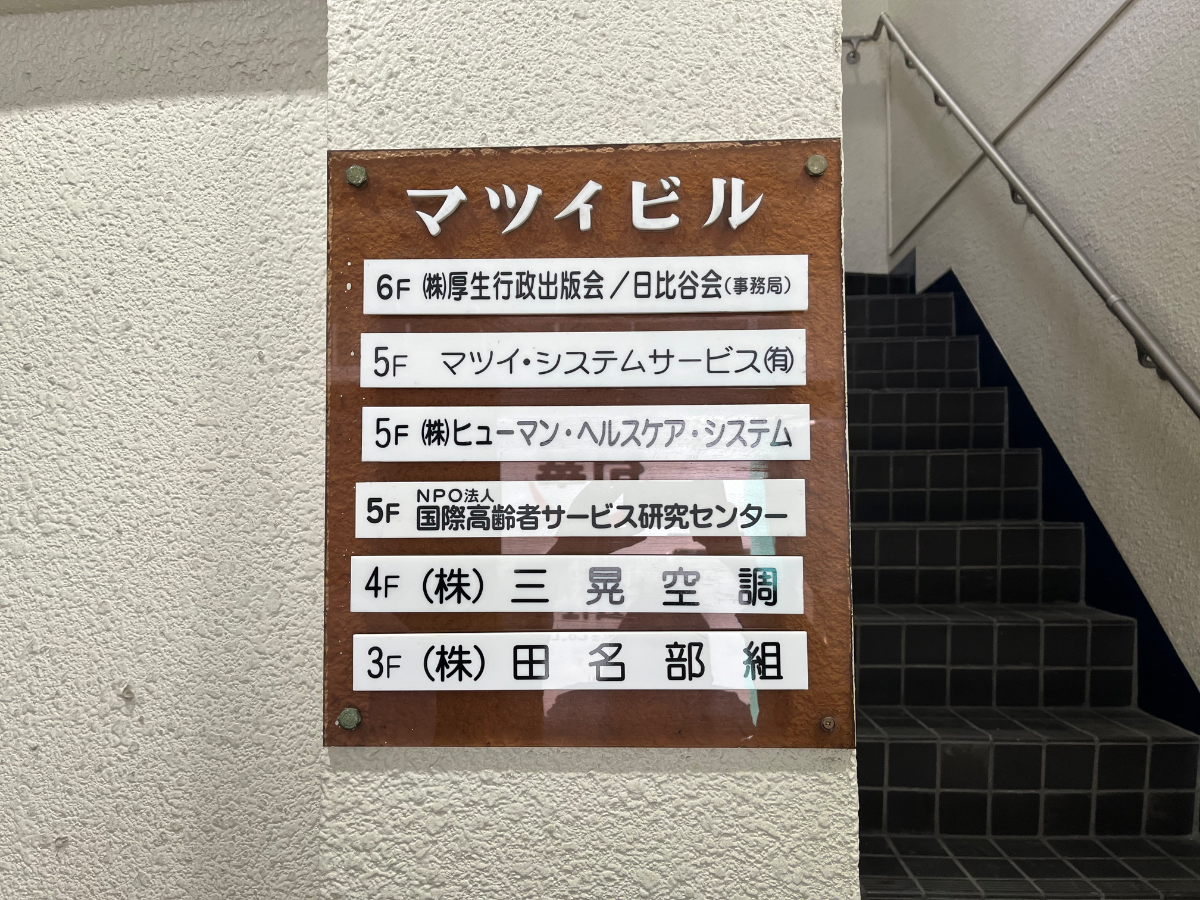 マツイビル
6F ㈱厚生行政出版会／日比谷会(事務局)
5F マツイ・システムサービス㈲
5F ㈱ヒューマン・ヘルスケア・システム
NPO法人
5F 国際高齢者サービス研究センター
4F (株) 三晃空調
3F (株) 田名部組